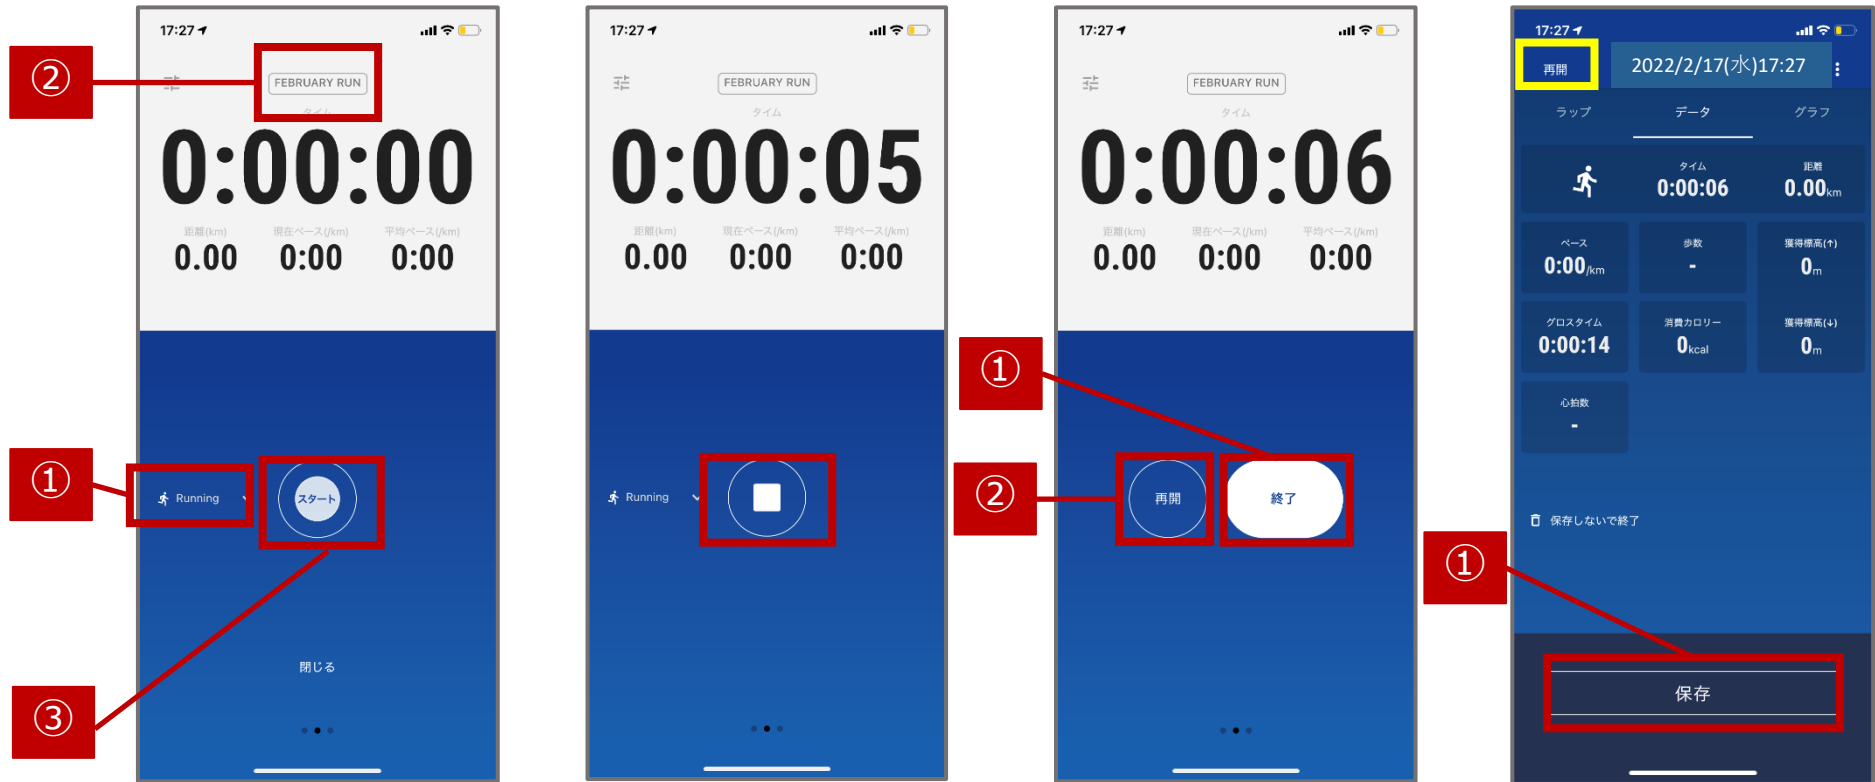 ②
①
③
17:27
FEBRUARY RUN
タイム
0:00:00
距離(km) 現在ペース(/km) 平均ペース(/km)
0.00 0:00 0:00
Running
スタート
閉じる
17:27
FEBRUARY RUN
タイム
0:00:05
距離(km) 現在ペース(/km) 平均ペース(/km)
0.00 0:00 0:00
Running
①
②
17:27
FEBRUARY RUN
タイム
0:00:06
距離(km) 現在ペース(/km) 平均ペース(/km)
0.00 0:00 0:00
再開 終了
①
17:27
再開 2022/2/17(水)17:27
ラップ データ グラフ
タイム 距離
0:00:06 0.00km
ペース 歩数 獲得標高(↑)
0:00/km - 0m
グロスタイム 消費カロリー 獲得標高(↓)
0:00:14 0kcal 0m
心拍数
-
保存しないで終了
保存